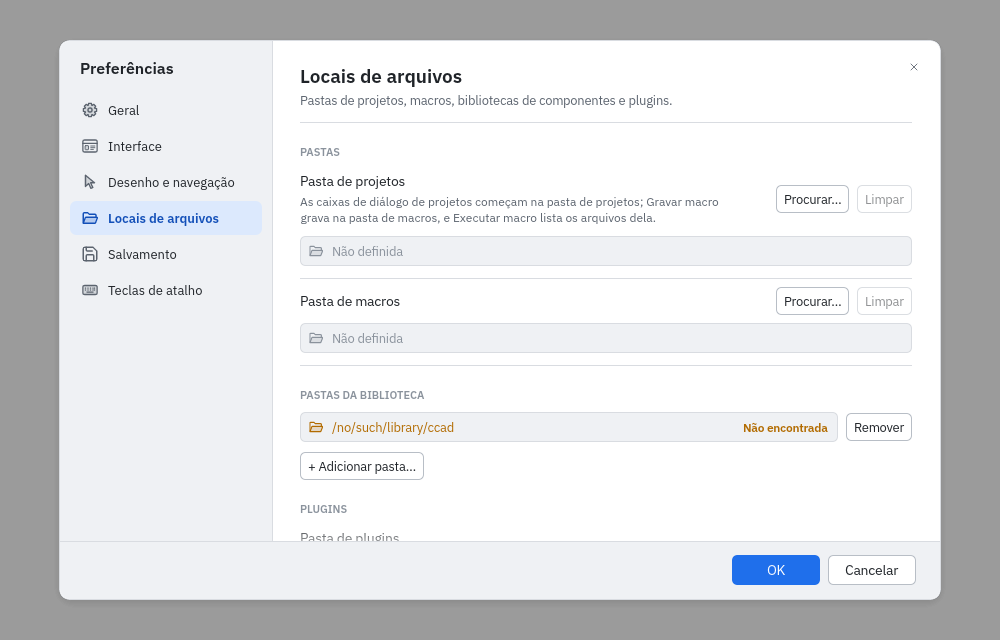 Preferências
Geral
Interface
Desenho e navegação
Locais de arquivos
Salvamento
Teclas de atalho
Locais de arquivos
Pastas de projetos, macros, bibliotecas de componentes e plugins.
PASTAS
Pasta de projetos
As caixas de diálogo de projetos começam na pasta de projetos; Gravar macro
grava na pasta de macros, e Executar macro lista os arquivos dela.
Procurar...
Limpar
Não definida
Pasta de macros
Procurar...
Limpar
Não definida
PASTAS DA BIBLIOTECA
/no/such/library/ccad
Não encontrada
Remover
+ Adicionar pasta...
PLUGINS
Pasta de plugins
OK
Cancelar